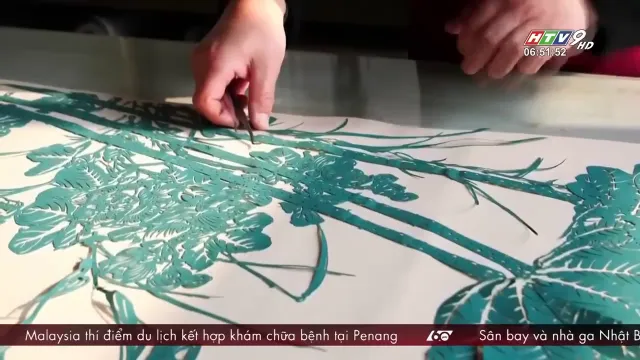 HTV9 HD
06:51:52
Malaysia thí điểm du lịch kết hợp khám chữa bệnh tại Penang 60 Sân bay và nhà ga Nhật B